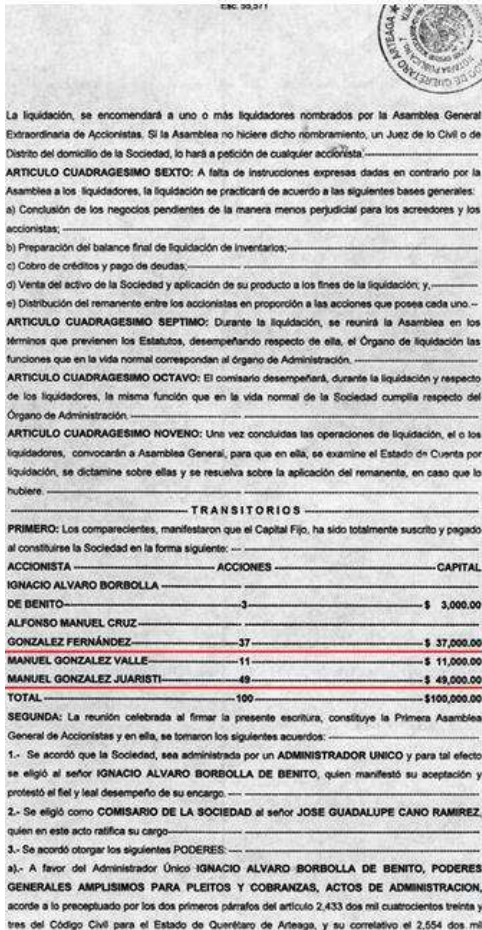 Esc. 55,571
La liquidación, se encomendará a uno o más liquidadores nombrados por la Asamblea General
Extraordinaria de Accionistas. Si la Asamblea no hiciere dicho nombramiento, un Juez de lo Civil o de
Distrito del domicilio de la Sociedad, lo hará a petición de cualquier accionista.
ARTICULO CUADRAGESIMO SEXTO: A falta de instrucciones expresas dadas en contrario por la
Asamblea a los liquidadores, la liquidación se practicará de acuerdo a las siguientes bases generales:
a) Conclusión de los negocios pendientes de la manera menos perjudicial para los acreedores y los
accionistas;
b) Preparación del balance final de liquidación de inventarios;
c) Cobro de créditos y pago de deudas;
d) Venta del activo de la Sociedad y aplicación de su producto a los fines de la liquidación; y,
e) Distribución del remanente entre los accionistas en proporción a las acciones que posea cada uno.--
ARTICULO CUADRAGESIMO SEPTIMO: Durante la liquidación, se reunirá la Asamblea en los
términos que previenen los Estatutos, desempeñando respecto de ella, el Órgano de liquidación las
funciones que en la vida normal correspondan al órgano de Administración.
ARTICULO CUADRAGESIMO OCTAVO: El comisario desempeñará, durante la liquidación y respecto
de los liquidadores, la misma función que en la vida normal de la Sociedad cumplía respecto del
Órgano de Administración.
ARTICULO CUADRAGESIMO NOVENO: Una vez concluidas las operaciones de liquidación, el o los
liquidadores, convocarán a Asamblea General, para que en ella, se examine el Estado de Cuenta por
liquidación, se dictamine sobre ellas y se resuelva sobre la aplicación del remanente, en caso que lo
hubiere.
TRANSITORIOS
PRIMERO: Los comparecientes, manifestaron que el Capital Fijo, ha sido totalmente suscrito y pagado
al constituirse la Sociedad en la forma siguiente:
ACCIONISTA ACCIONES CAPITAL
IGNACIO ALVARO BORBOLLA
DE BENITO 3 $ 3,000.00
ALFONSO MANUEL CRUZ
GONZALEZ FERNÁNDEZ 37 $ 37,000.00
MANUEL GONZALEZ VALLE 11 $ 11,000.00
MANUEL GONZALEZ JUARISTI 49 $ 49,000.00
TOTAL 100 $100,000.00
SEGUNDA: La reunión celebrada al firmar la presente escritura, constituye la Primera Asamblea
General de Accionistas y en ella, se tomaron los siguientes acuerdos:
1.- Se acordó que la Sociedad, sea administrada por un ADMINISTRADOR UNICO y para tal efecto
se eligió al señor IGNACIO ALVARO BORBOLLA DE BENITO, quien manifestó su aceptación y
protestó el fiel y leal desempeño de su encargo.
2.- Se eligió como COMISARIO DE LA SOCIEDAD al señor JOSE GUADALUPE CANO RAMIREZ,
quien en este acto ratifica su cargo
3.- Se acordó otorgar los siguientes PODERES:
a).- A favor del Administrador Único IGNACIO ALVARO BORBOLLA DE BENITO, PODERES
GENERALES AMPLISIMOS PARA PLEITOS Y COBRANZAS, ACTOS DE ADMINISTRACION,
acorde a lo preceptuado por los dos primeros párrafos del artículo 2,433 dos mil cuatrocientos treinta y
tres del Código Civil para el Estado de Querétaro de Arteaga, y su correlativo el 2,554 dos mil